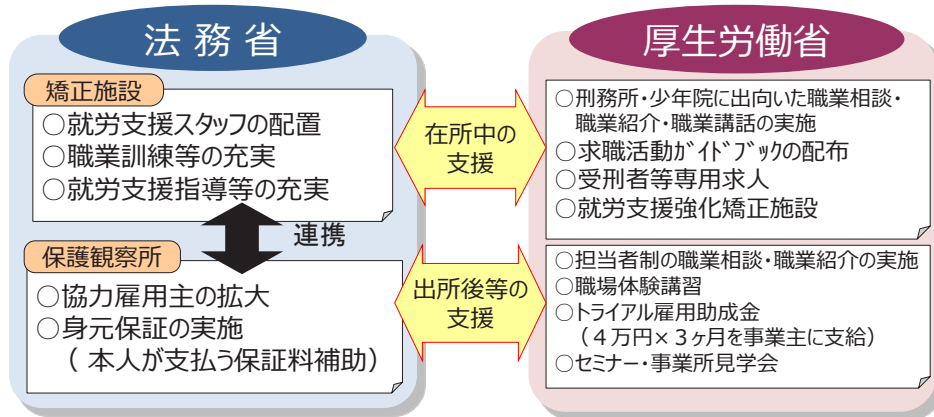 法務省
矯正施設
○就労支援スタッフの配置
○職業訓練等の充実
○就労支援指導等の充実
連携
保護観察所
○協力雇用主の拡大
○身元保証の実施
（本人が支払う保証料補助）
在所中の
支援
出所後等の
支援
厚生労働省
○刑務所・少年院に出向いた職業相談・
職業紹介・職業講話の実施
○求職活動ｶﾞｲﾄﾞﾌﾞｯｸの配布
○受刑者等専用求人
○就労支援強化矯正施設
○担当者制の職業相談・職業紹介の実施
○職場体験講習
○トライアル雇用助成金
（４万円×３ヶ月を事業主に支給）
○セミナー・事業所見学会